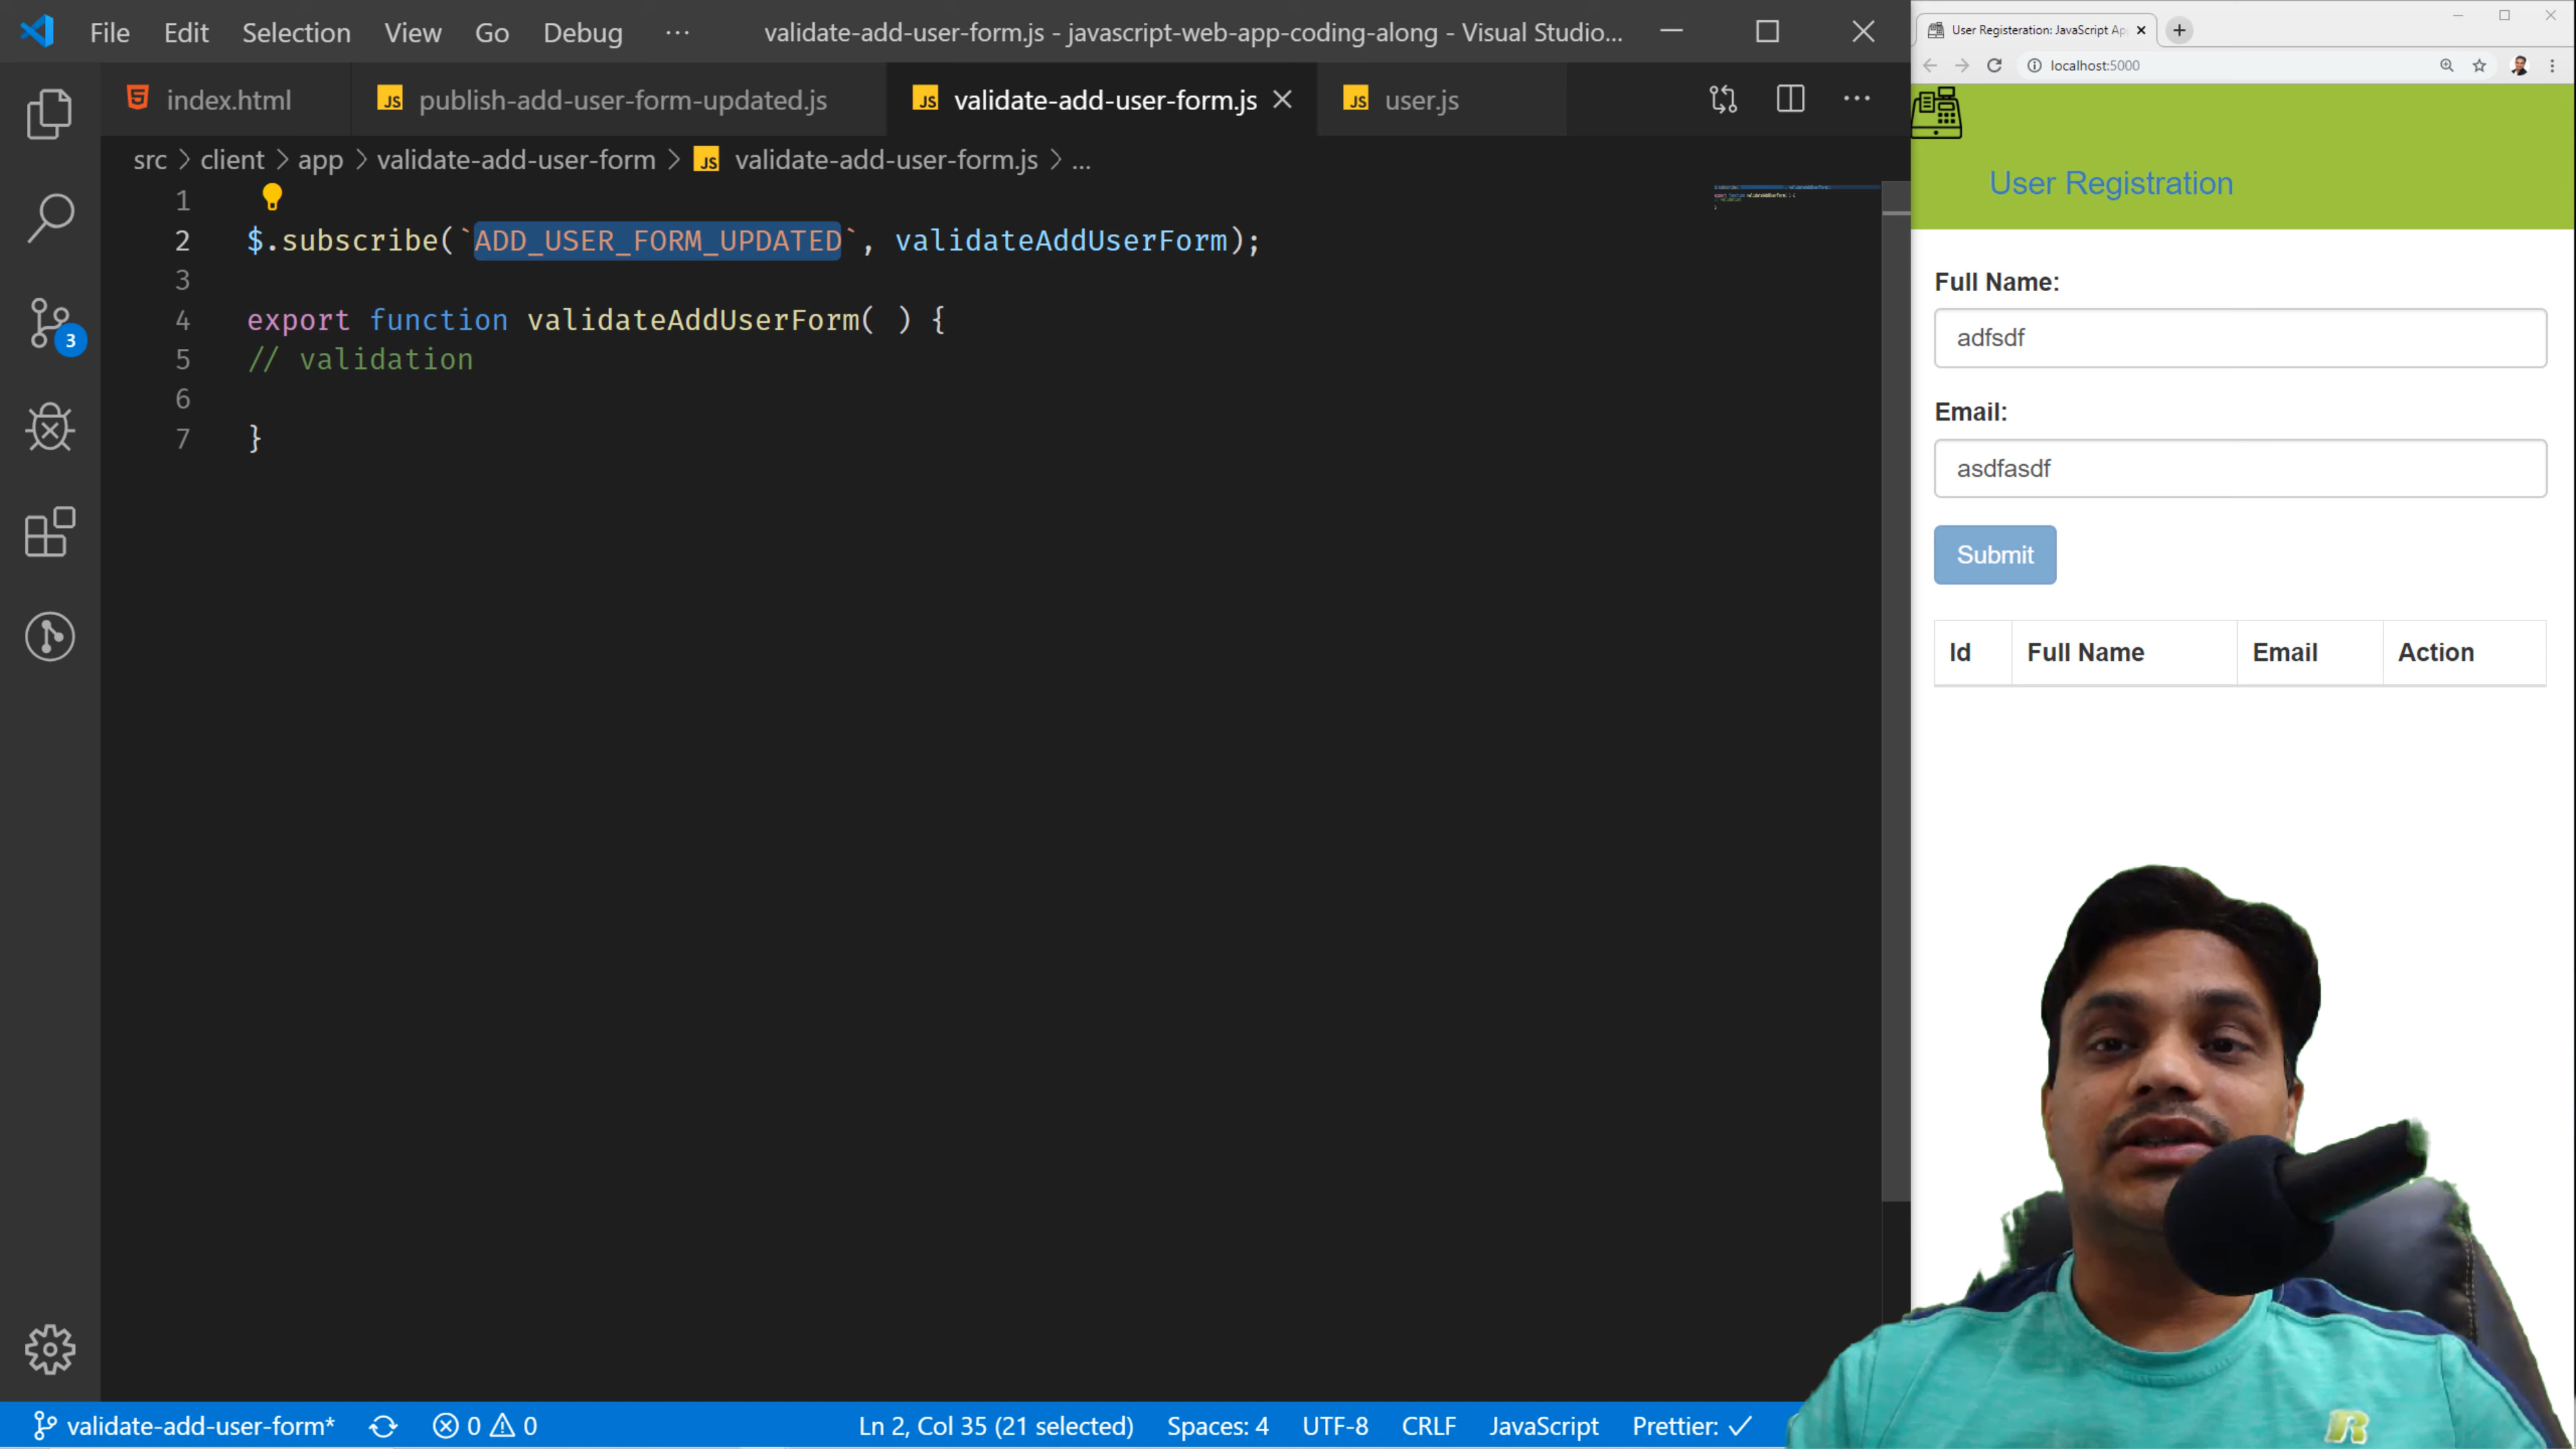 File Edit Selection View Go Debug ··· validate-add-user-form.js - javascript-web-app-coding-along - Visual Studio...
index.html JS publish-add-user-form-updated.js JS validate-add-user-form.js JS user.js
src > client > app > validate-add-user-form > JS validate-add-user-form.js > ...
1
2 $.subscribe(`ADD_USER_FORM_UPDATED`, validateAddUserForm);
3
4 export function validateAddUserForm( ) {
5 // validation
6
7 }
3
validate-add-user-form* 0 0 Ln 2, Col 35 (21 selected) Spaces: 4 UTF-8 CRLF JavaScript Prettier: ✓
User Registeration: JavaScript Ap
localhost:5000
User Registration
Full Name:
adfsdf
Email:
asdfasdf
Submit
Id Full Name Email Action
R